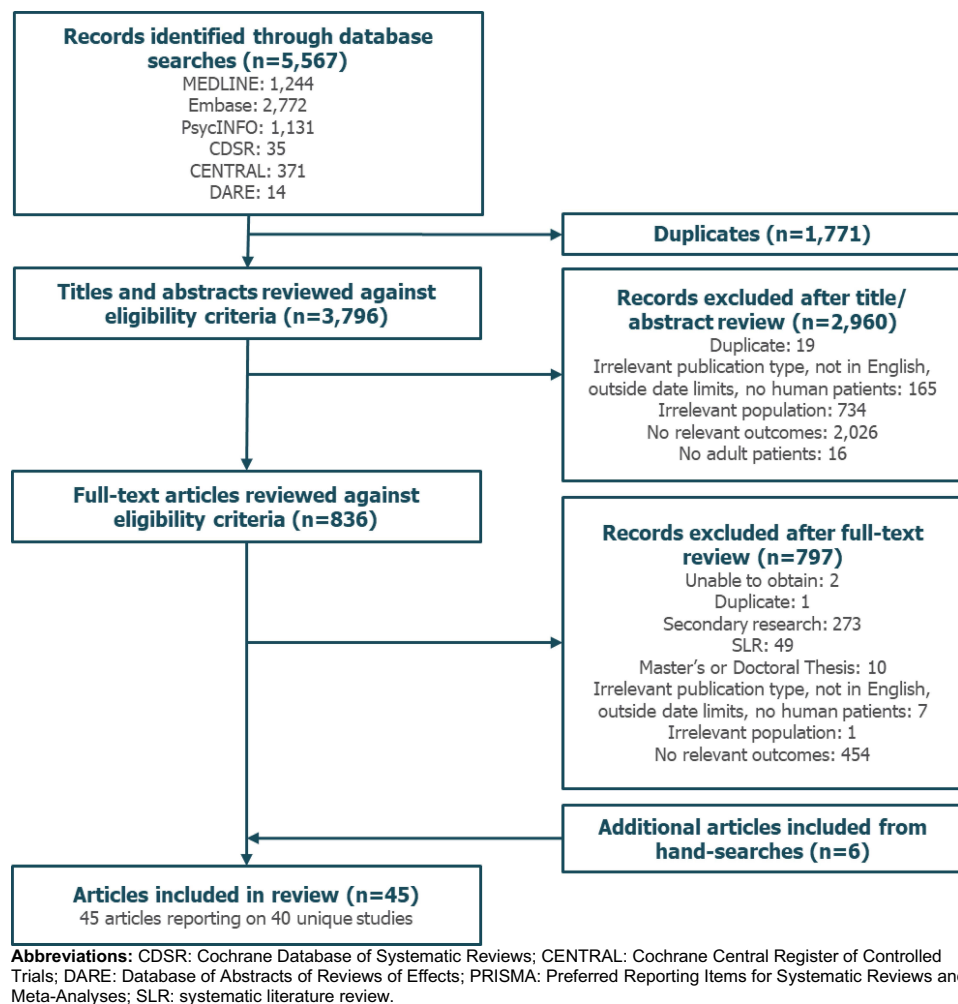 Records identified through database
searches (n=5,567)
MEDLINE: 1,244
Embase: 2,772
PsycINFO: 1,131
CDSR: 35
CENTRAL: 371
DARE: 14
Duplicates (n=1,771)
Titles and abstracts reviewed against
eligibility criteria (n=3,796)
Records excluded after title/
abstract review (n=2,960)
Duplicate: 19
Irrelevant publication type, not in English,
outside date limits, no human patients: 165
Irrelevant population: 734
No relevant outcomes: 2,026
No adult patients: 16
Full-text articles reviewed against
eligibility criteria (n=836)
Records excluded after full-text
review (n=797)
Unable to obtain: 2
Duplicate: 1
Secondary research: 273
SLR: 49
Master's or Doctoral Thesis: 10
Irrelevant publication type, not in English,
outside date limits, no human patients: 7
Irrelevant population: 1
No relevant outcomes: 454
Additional articles included from
hand-searches (n=6)
Articles included in review (n=45)
45 articles reporting on 40 unique studies
Abbreviations: CDSR: Cochrane Database of Systematic Reviews; CENTRAL: Cochrane Central Register of Controlled
Trials; DARE: Database of Abstracts of Reviews of Effects; PRISMA: Preferred Reporting Items for Systematic Reviews and
Meta-Analyses; SLR: systematic literature review.